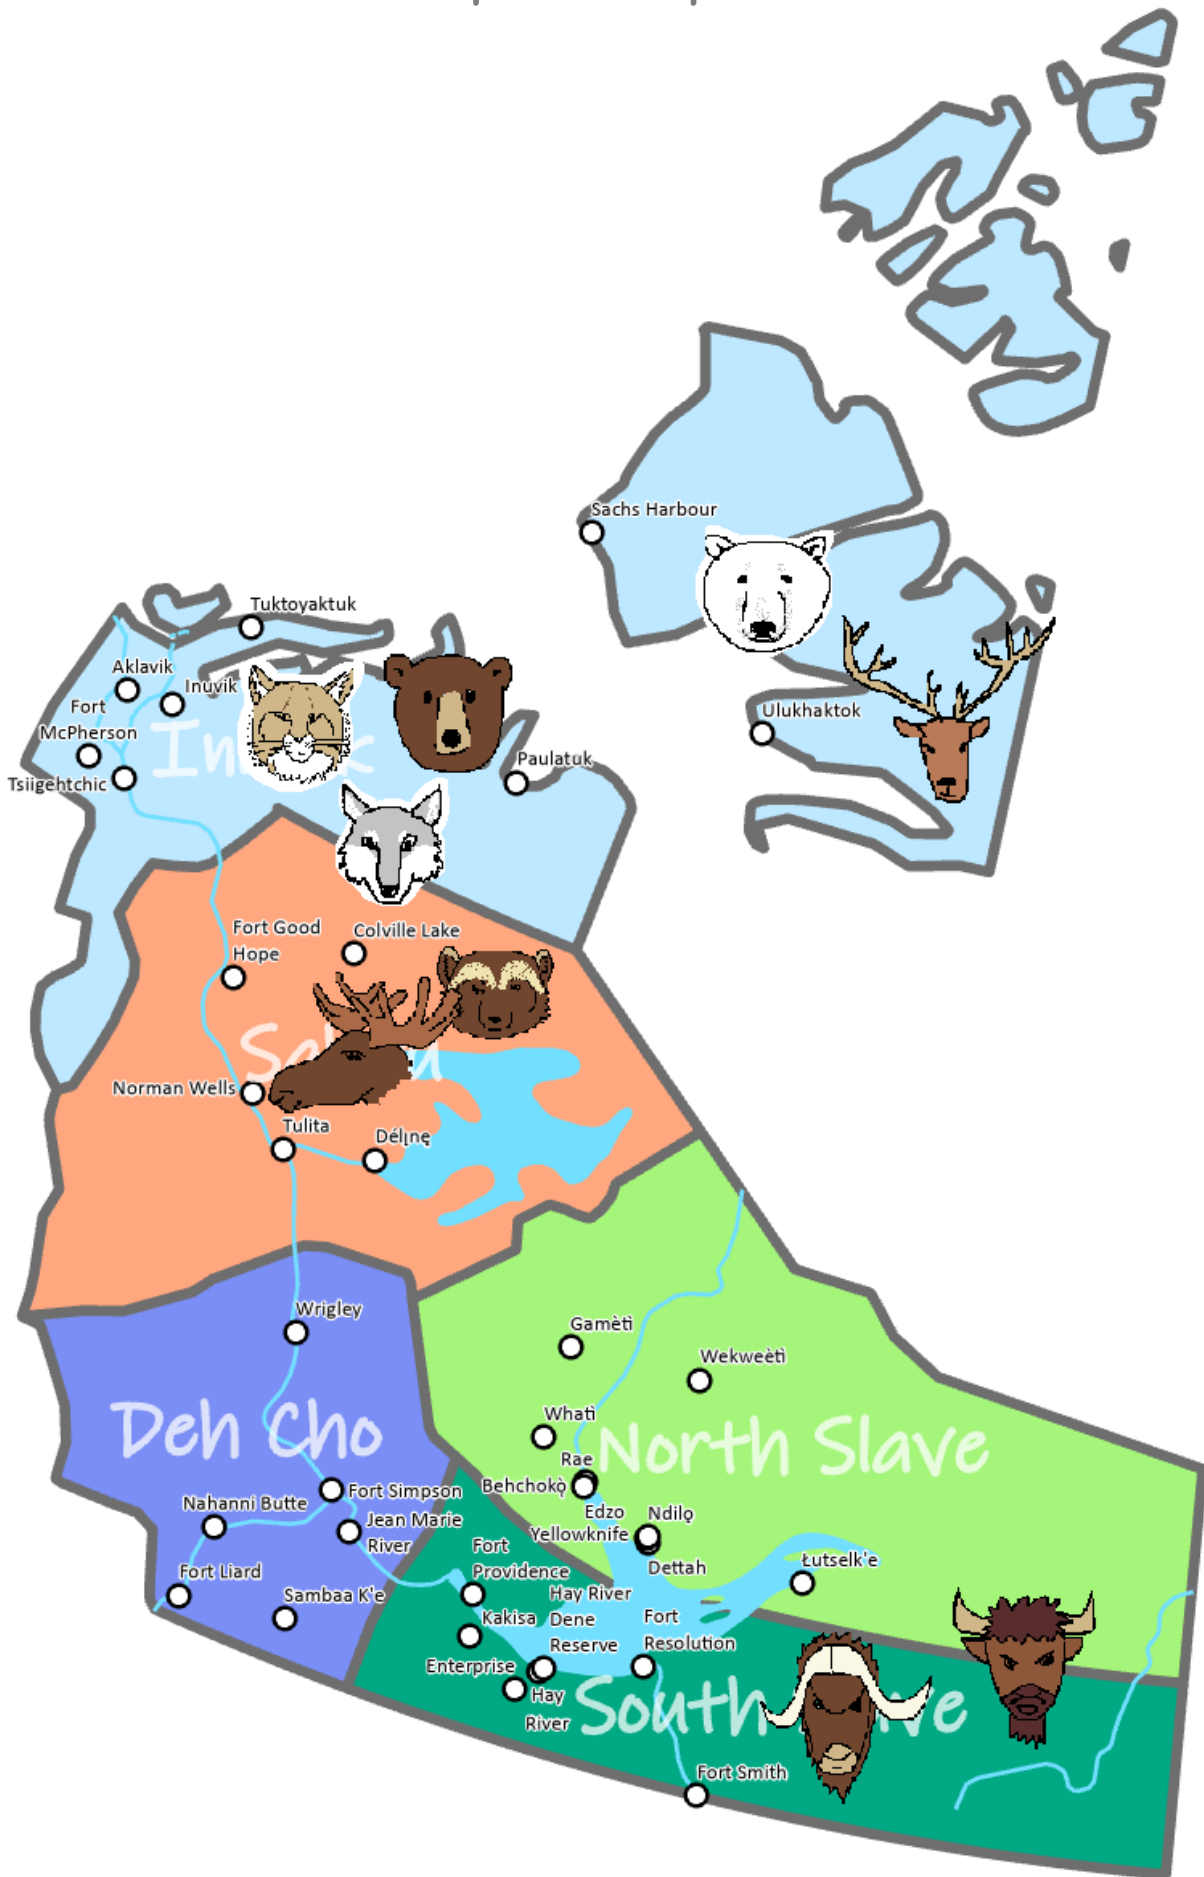 Sachs Harbour
Tuktoyaktuk
Aklavik
Inuvik
Fort
McPherson
Ulukhaktok
Paulatuk
Tsiigehtchic
Fort Good
Hope
Colville Lake
Norman Wells
Tulita
Délı̨nę
Wrigley
Gamètì
Wekweètì
Deh Cho
Whatì
North Slave
Rae
Behchokǫ̀
Edzo
Fort Simpson
Nahanni Butte
Jean Marie
River
Ndilǫ
Yellowknife
Dettah
Fort
Providence
Łutselk'e
Fort Liard
Sambaa K'e
Hay River
Dene
Reserve
Kakisa
Fort
Resolution
Enterprise
Hay
River
South
Fort Smith